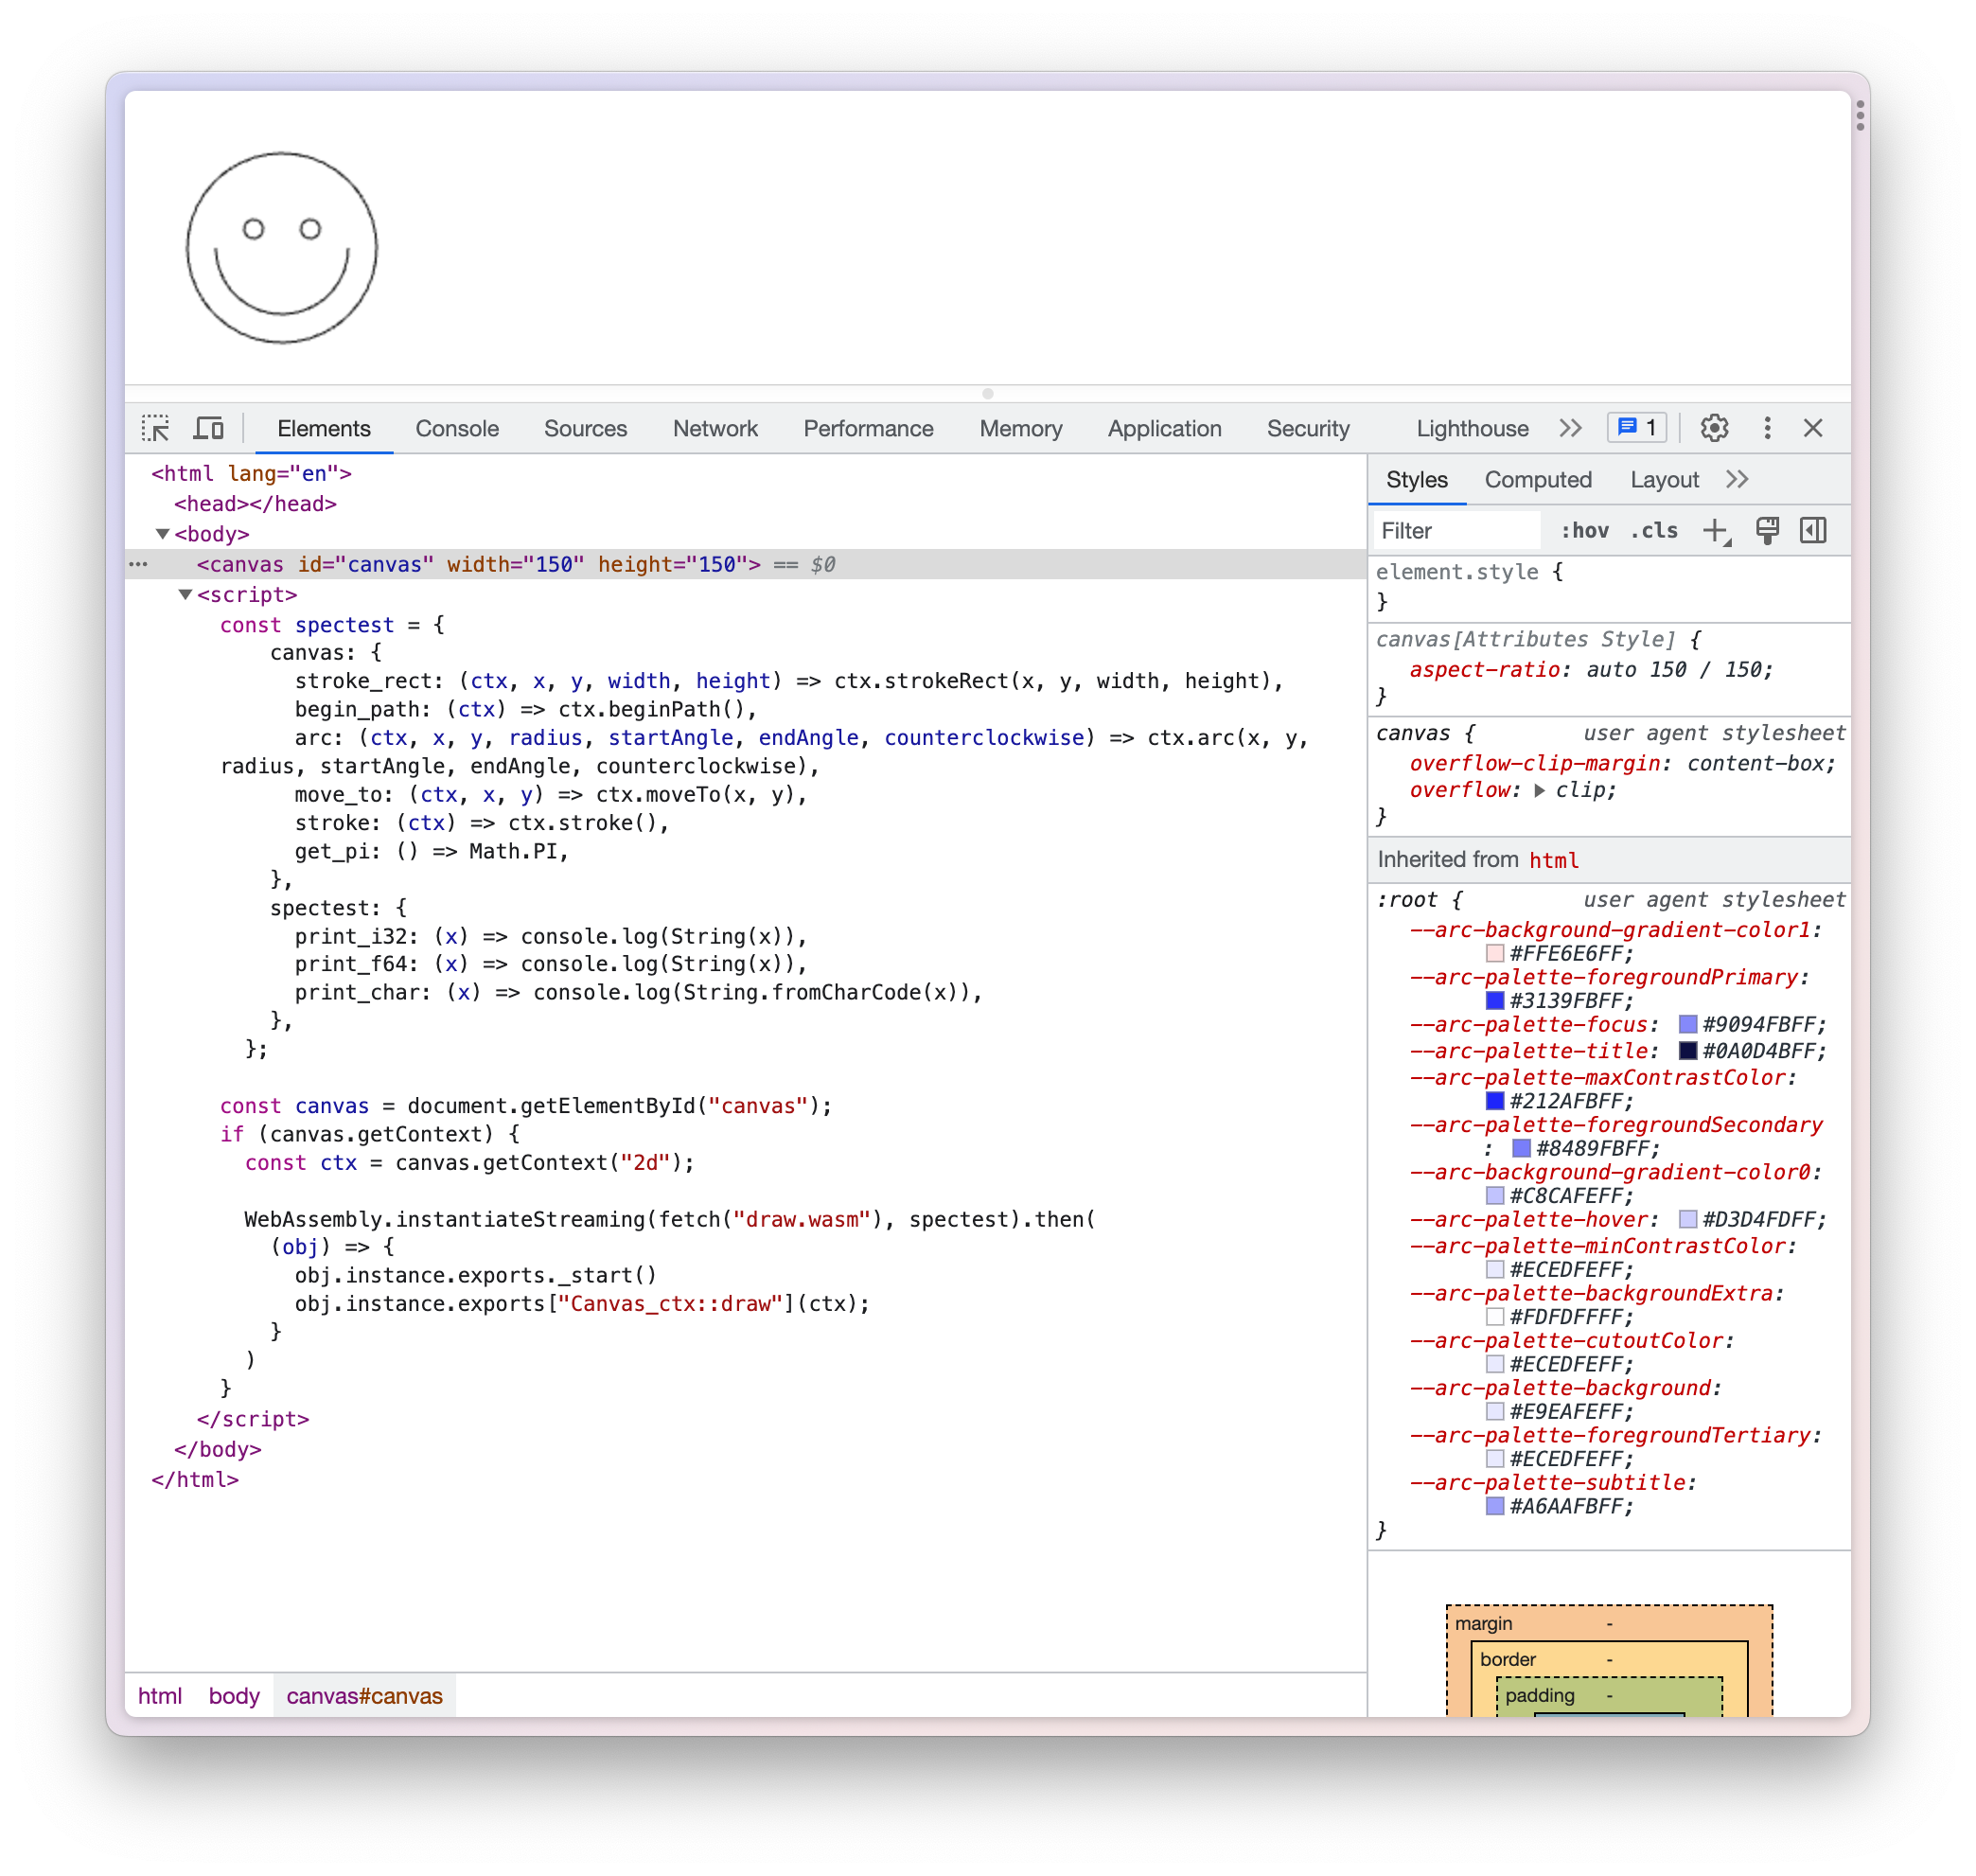 Elements Console Sources Network Performance Memory Application Security Lighthouse 1
<html lang="en">
<head></head>
<body>
<canvas id="canvas" width="150" height="150"> == $0
<script>
const spectest = {
canvas: {
stroke_rect: (ctx, x, y, width, height) => ctx.strokeRect(x, y, width, height),
begin_path: (ctx) => ctx.beginPath(),
arc: (ctx, x, y, radius, startAngle, endAngle, counterclockwise) => ctx.arc(x, y,
radius, startAngle, endAngle, counterclockwise),
move_to: (ctx, x, y) => ctx.moveTo(x, y),
stroke: (ctx) => ctx.stroke(),
get_pi: () => Math.PI,
},
spectest: {
print_i32: (x) => console.log(String(x)),
print_f64: (x) => console.log(String(x)),
print_char: (x) => console.log(String.fromCharCode(x)),
},
};
const canvas = document.getElementById("canvas");
if (canvas.getContext) {
const ctx = canvas.getContext("2d");
WebAssembly.instantiateStreaming(fetch("draw.wasm"), spectest).then(
(obj) => {
obj.instance.exports._start()
obj.instance.exports["Canvas_ctx::draw"](ctx);
}
)
}
</script>
</body>
</html>
html body canvas#canvas
Styles Computed Layout
Filter :hov .cls
element.style {
}
canvas[Attributes Style] {
aspect-ratio: auto 150 / 150;
}
canvas { user agent stylesheet
overflow-clip-margin: content-box;
overflow: clip;
}
Inherited from html
:root { user agent stylesheet
--arc-background-gradient-color1:
#FFE6E6FF;
--arc-palette-foregroundPrimary:
#3139FBFF;
--arc-palette-focus: #9094FBFF;
--arc-palette-title: #0A0D4BFF;
--arc-palette-maxContrastColor:
#212AFBFF;
--arc-palette-foregroundSecondary
: #8489FBFF;
--arc-background-gradient-color0:
#C8CAFEFF;
--arc-palette-hover: #D3D4FDFF;
--arc-palette-minContrastColor:
#ECEDFEFF;
--arc-palette-backgroundExtra:
#FDFDFFFF;
--arc-palette-cutoutColor:
#ECEDFEFF;
--arc-palette-background:
#E9EAFEFF;
--arc-palette-foregroundTertiary:
#ECEDFEFF;
--arc-palette-subtitle:
#A6AAFBFF;
}
margin -
border -
padding -